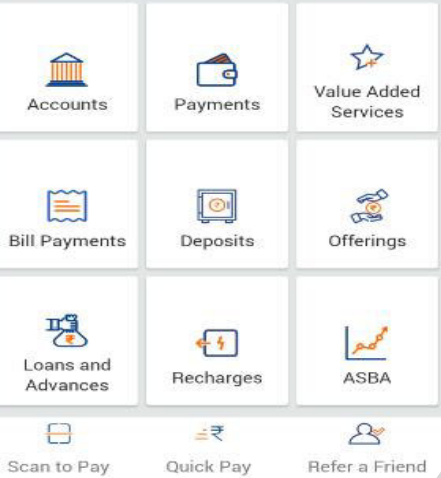 Accounts
Payments
Value Added
Services
Bill Payments
Deposits
Offerings
Loans and
Advances
Recharges
ASBA
Scan to Pay
Quick Pay
Refer a Friend